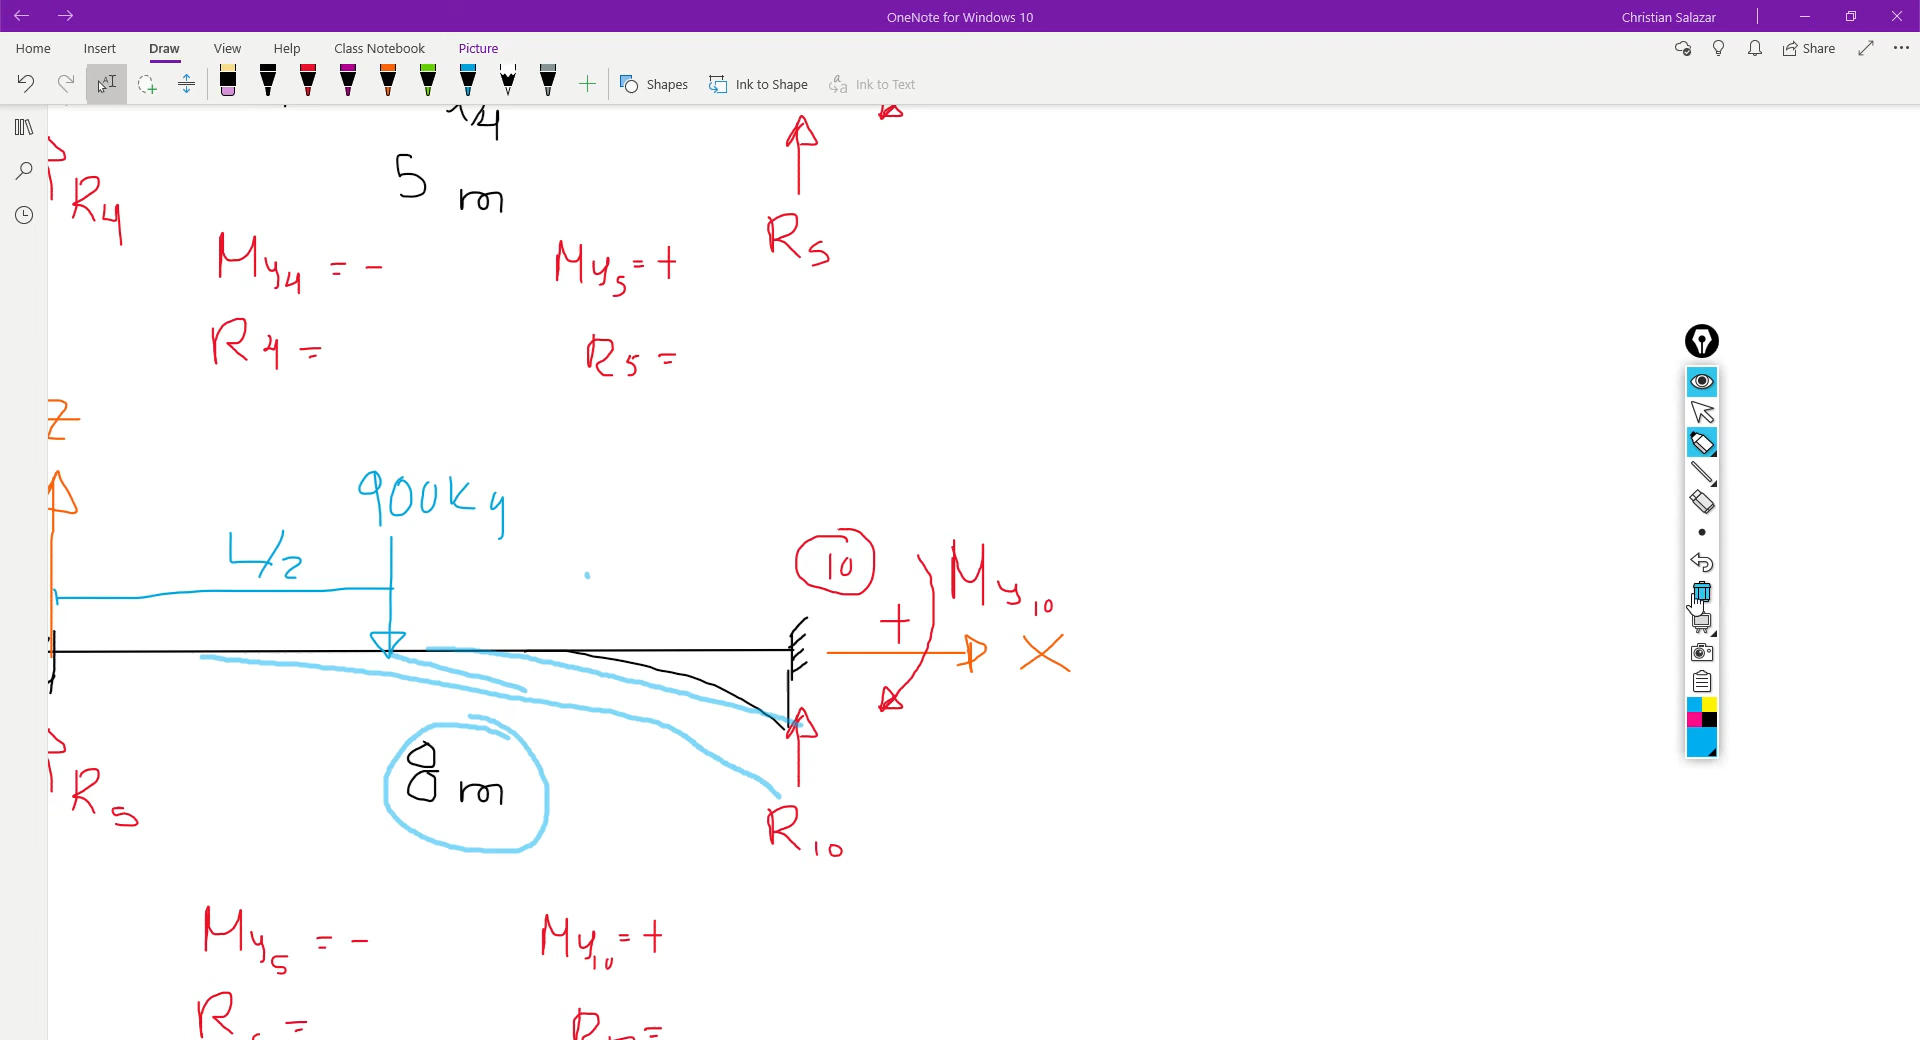 OneNote for Windows 10
Christian Salazar
Home Insert Draw View Help Class Notebook Picture
Share
Shapes Ink to Shape Ink to Text
5 m
R4
R5
My4 = -
My5 = +
R4 =
R5 =
Z
900Kg
L/2
10
My10
+
X
8 m
R5
R10
My5 = -
My10 = +